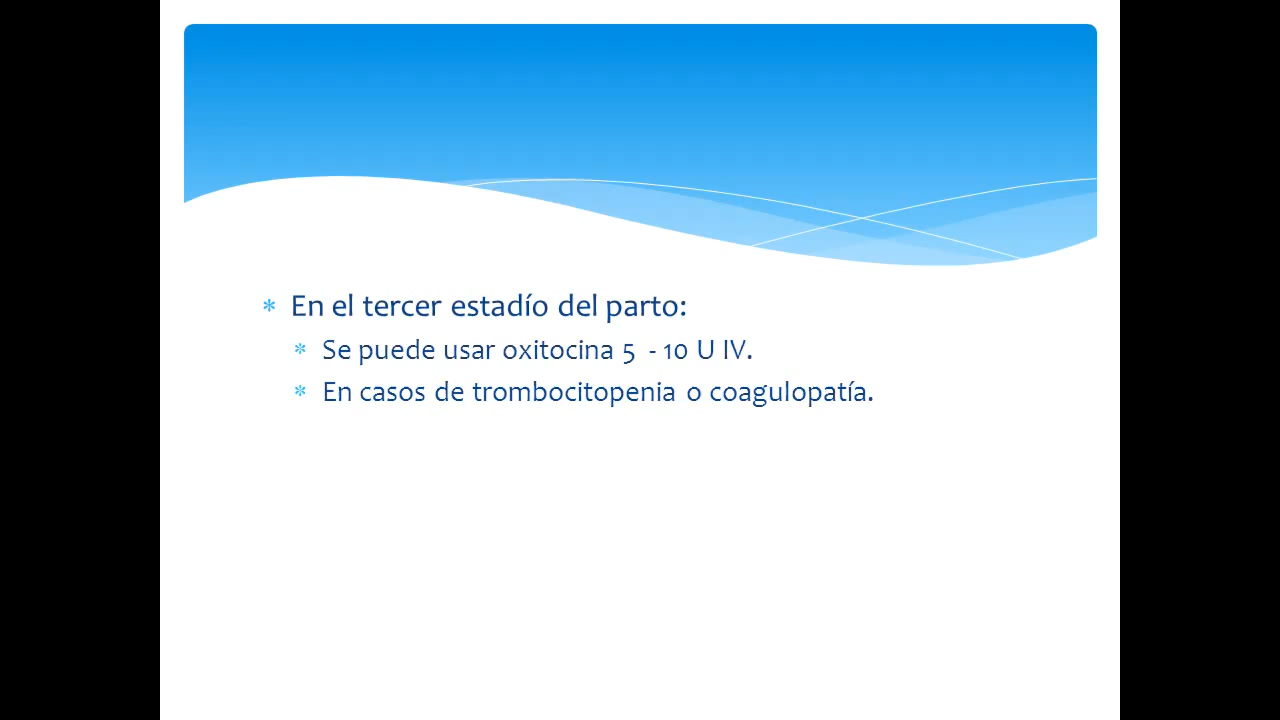 * En el tercer estadío del parto:
* Se puede usar oxitocina 5 - 10 U IV.
* En casos de trombocitopenia o coagulopatía.